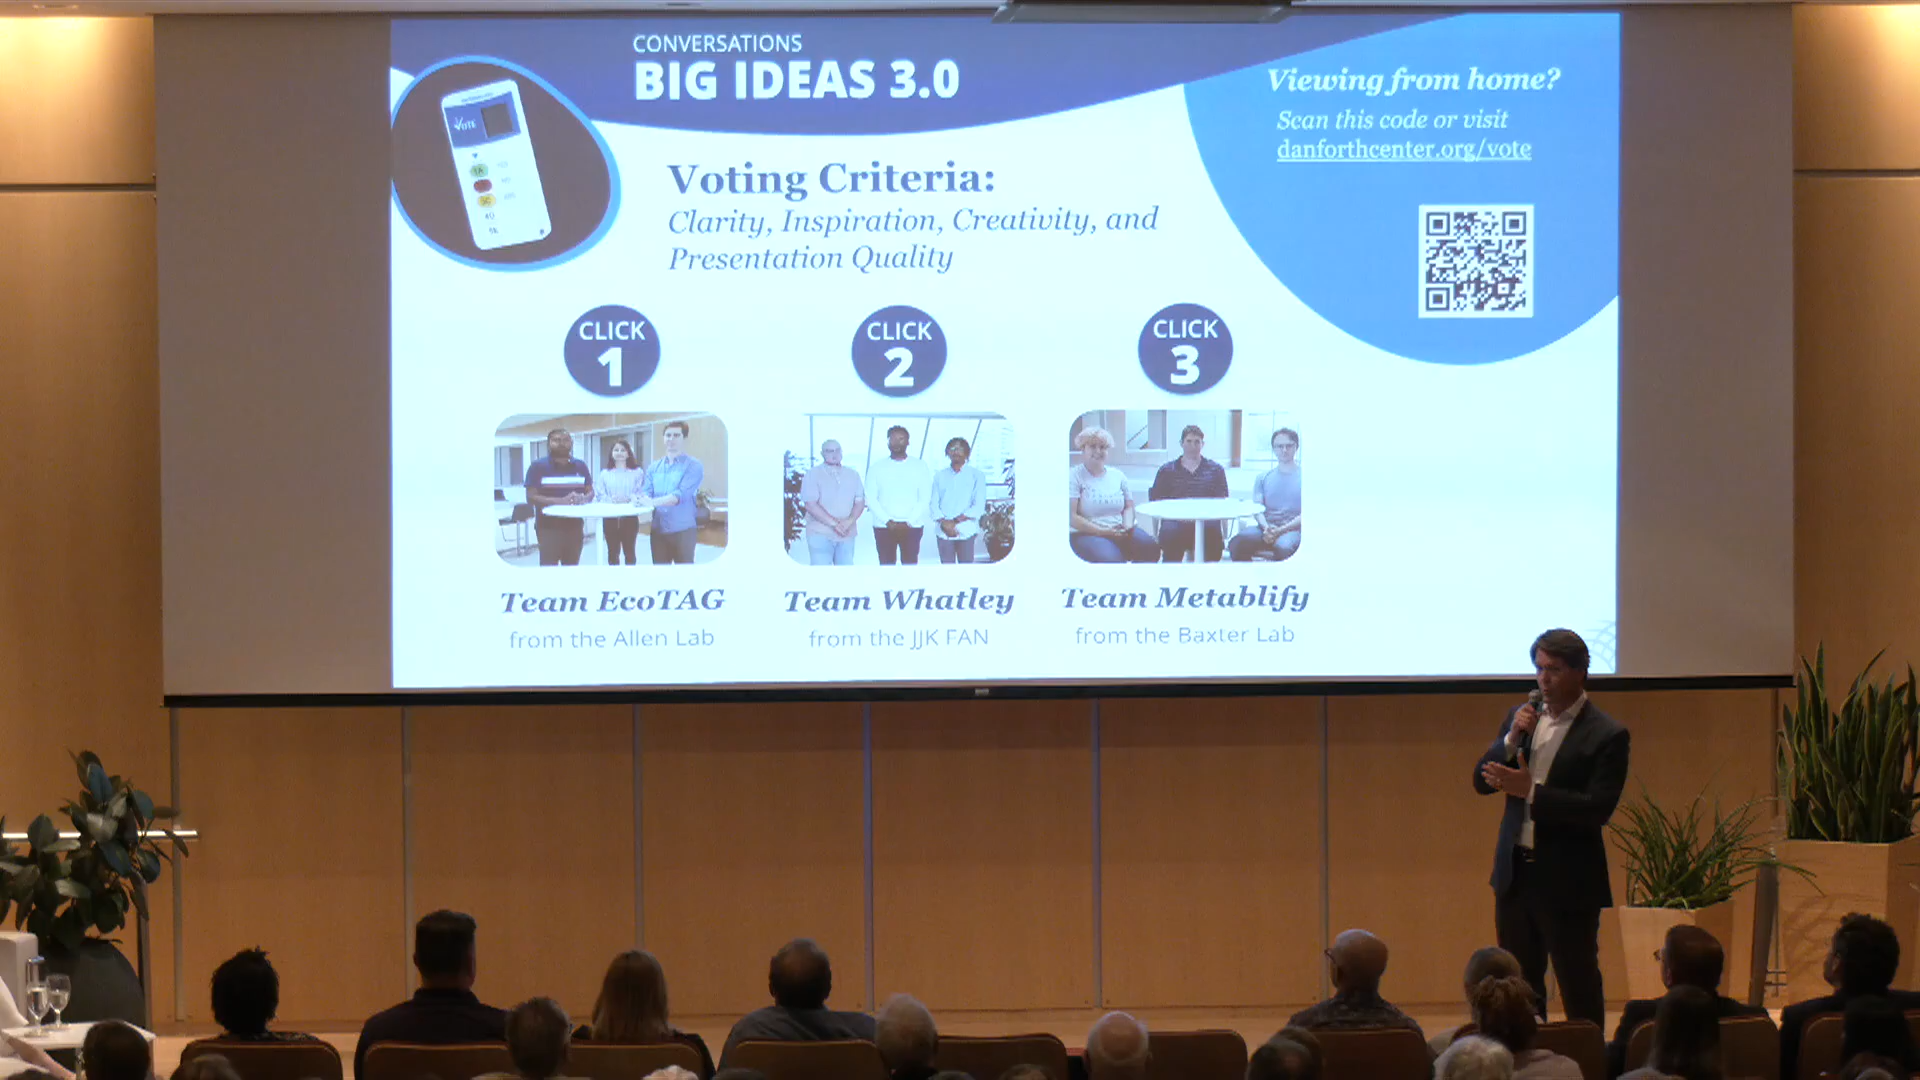 CONVERSATIONS
BIG IDEAS 3.0
Viewing from home?
Scan this code or visit
danforthcenter.org/vote
VOTE
Voting Criteria:
Clarity, Inspiration, Creativity, and
Presentation Quality
CLICK
1
CLICK
2
CLICK
3
Team EcoTAG
from the Allen Lab
Team Whatley
from the JJK FAN
Team Metablify
from the Baxter Lab